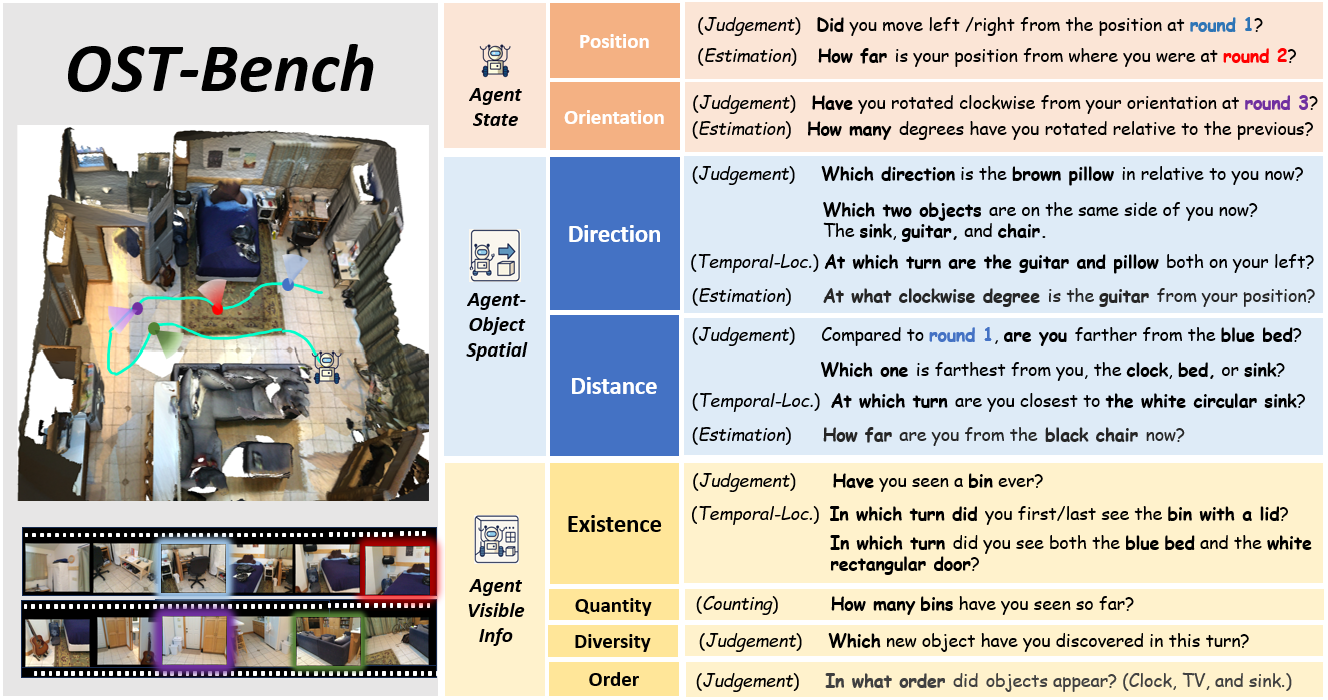 OST-Bench
Agent
State
Position
(Judgement) Did you move left /right from the position at round 1?
(Estimation) How far is your position from where you were at round 2?
Orientation
(Judgement) Have you rotated clockwise from your orientation at round 3?
(Estimation) How many degrees have you rotated relative to the previous?
Agent-
Object
Spatial
Direction
(Judgement) Which direction is the brown pillow in relative to you now?
Which two objects are on the same side of you now?
The sink, guitar, and chair.
(Temporal-Loc.) At which turn are the guitar and pillow both on your left?
(Estimation) At what clockwise degree is the guitar from your position?
Distance
(Judgement) Compared to round 1, are you farther from the blue bed?
Which one is farthest from you, the clock, bed, or sink?
(Temporal-Loc.) At which turn are you closest to the white circular sink?
(Estimation) How far are you from the black chair now?
Agent
Visible
Info
Existence
(Judgement) Have you seen a bin ever?
(Temporal-Loc.) In which turn did you first/last see the bin with a lid?
In which turn did you see both the blue bed and the white
rectangular door?
Quantity
(Counting) How many bins have you seen so far?
Diversity
(Judgement) Which new object have you discovered in this turn?
Order
(Judgement) In what order did objects appear? (Clock, TV, and sink.)